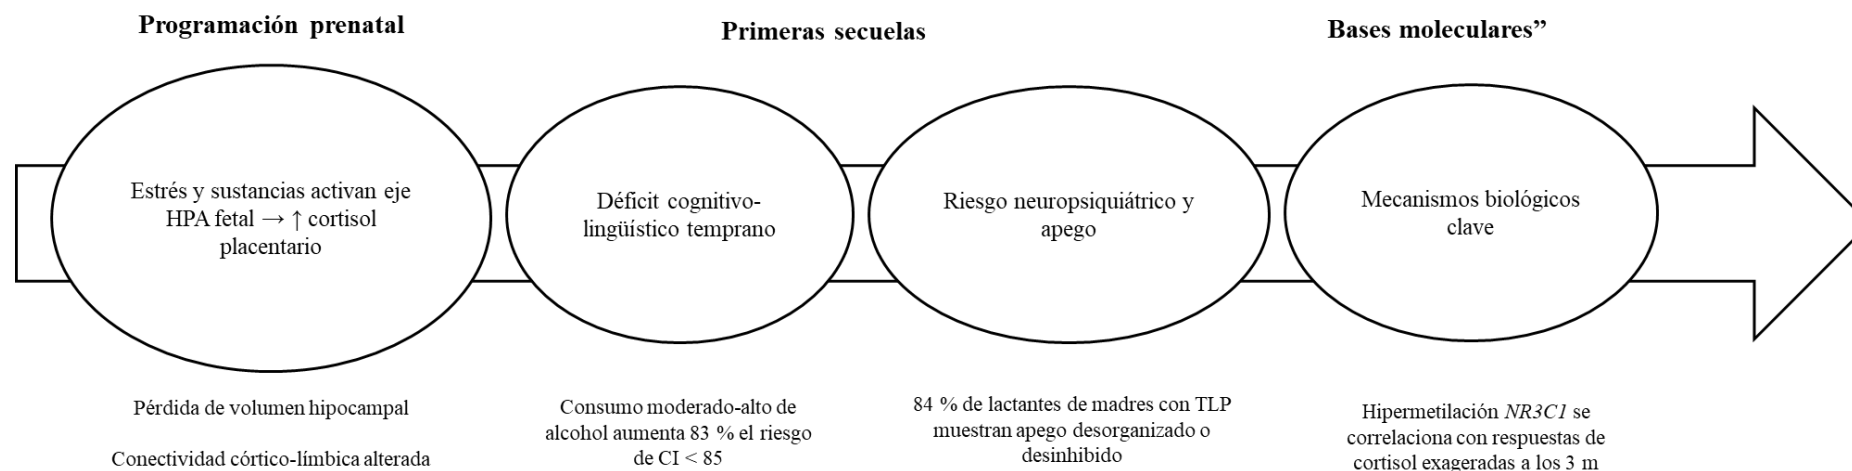 Programación prenatal
Primeras secuelas
Bases moleculares”
Estrés y sustancias activan eje
HPA fetal → ↑ cortisol
placentario
Déficit cognitivo-
lingüístico temprano
Riesgo neuropsiquiátrico y
apego
Mecanismos biológicos
clave
Pérdida de volumen hipocampal
Conectividad córtico-límbica alterada
Consumo moderado-alto de
alcohol aumenta 83 % el riesgo
de CI < 85
84 % de lactantes de madres con TLP
muestran apego desorganizado o
desinhibido
Hipermetilación NR3C1 se
correlaciona con respuestas de
cortisol exageradas a los 3 m